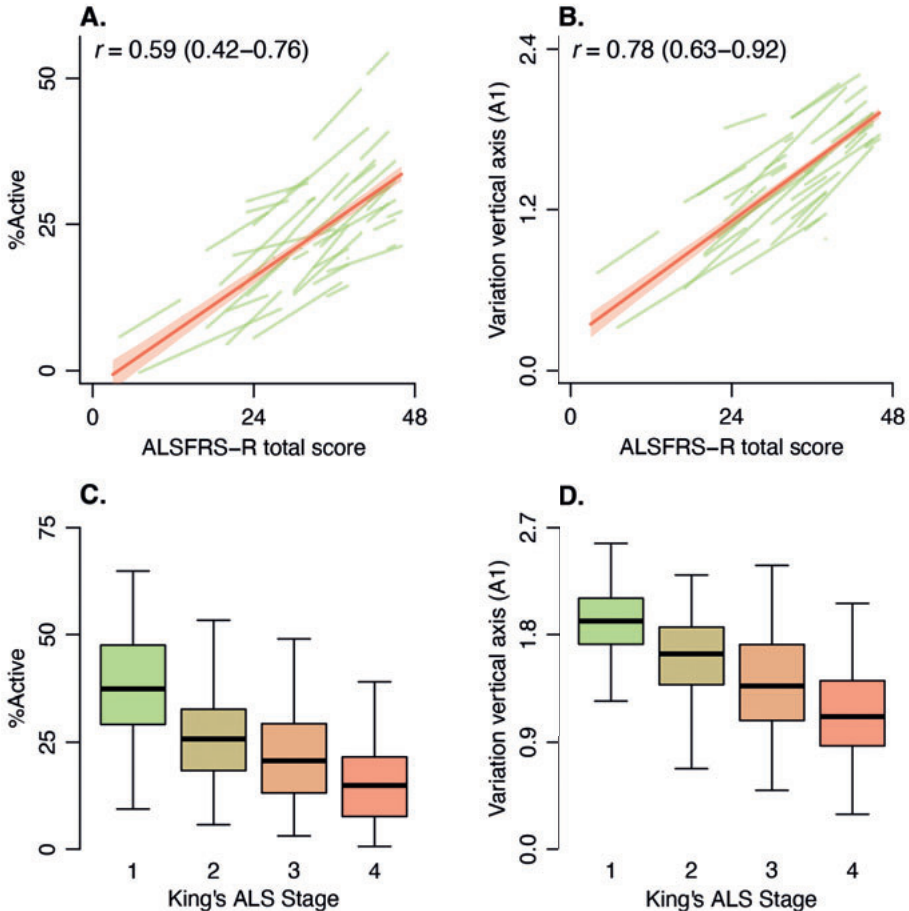 A.
r = 0.59 (0.42–0.76)
%Active
50
25
0
0 24 48
ALSFRS−R total score
B.
r = 0.78 (0.63–0.92)
Variation vertical axis (A1)
2.4
1.2
0.0
0 24 48
ALSFRS−R total score
C.
%Active
75
50
25
0
1 2 3 4
King's ALS Stage
D.
Variation vertical axis (A1)
2.7
1.8
0.9
0.0
1 2 3 4
King's ALS Stage